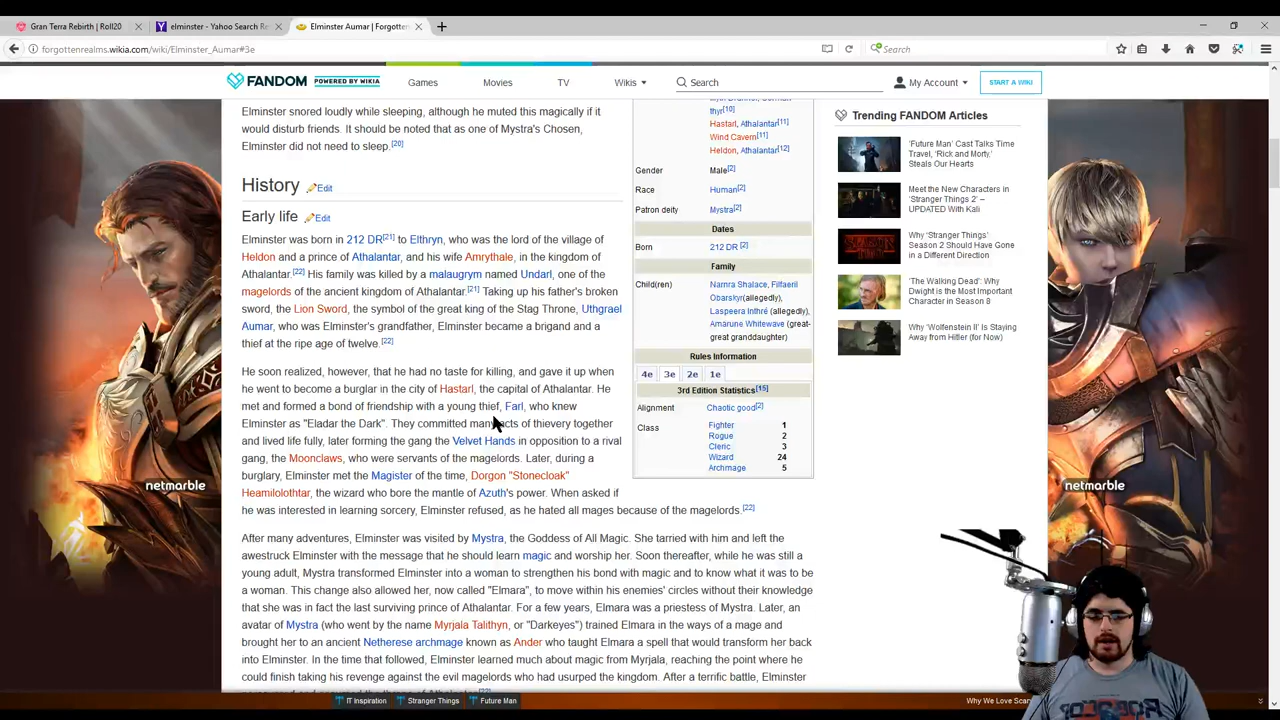 Gran Terra Rebirth | Roll20
elminster - Yahoo Search Re
Elminster Aumar | Forgotten
forgottenrealms.wikia.com/wiki/Elminster_Aumar#3e
Search
FANDOM POWERED BY WIKIA
Games
Movies
TV
Wikis
Search
My Account
START A WIKI
Elminster snored loudly while sleeping, although he muted this magically if it
would disturb friends. It should be noted that as one of Mystra's Chosen,
Elminster did not need to sleep.[20]
History Edit
Early life Edit
Elminster was born in 212 DR[21] to Elthryn, who was the lord of the village of
Heldon and a prince of Athalantar, and his wife Amrythale, in the kingdom of
Athalantar.[22] His family was killed by a malaugrym named Undarl, one of the
magelords of the ancient kingdom of Athalantar.[21] Taking up his father's broken
sword, the Lion Sword, the symbol of the great king of the Stag Throne, Uthgrael
Aumar, who was Elminster's grandfather, Elminster became a brigand and a
thief at the ripe age of twelve.[22]
He soon realized, however, that he had no taste for killing, and gave it up when
he went to become a burglar in the city of Hastarl, the capital of Athalantar. He
met and formed a bond of friendship with a young thief, Farl, who knew
Elminster as "Eladar the Dark". They committed many acts of thievery together
and lived life fully, later forming the gang the Velvet Hands in opposition to a rival
gang, the Moonclaws, who were servants of the magelords. Later, during a
burglary, Elminster met the Magister of the time, Dorgon "Stonecloak"
Heamilolothtar, the wizard who bore the mantle of Azuth's power. When asked if
he was interested in learning sorcery, Elminster refused, as he hated all mages because of the magelords.[22]
After many adventures, Elminster was visited by Mystra, the Goddess of All Magic. She tarried with him and left the
awestruck Elminster with the message that he should learn magic and worship her. Soon thereafter, while he was still a
young adult, Mystra transformed Elminster into a woman to strengthen his bond with magic and to know what it was to be
a woman. This change also allowed her, now called "Elmara", to move within his enemies' circles without their knowledge
that she was in fact the last surviving prince of Athalantar. For a few years, Elmara was a priestess of Mystra. Later, an
avatar of Mystra (who went by the name Myrjala Talithyn, or "Darkeyes") trained Elmara in the ways of a mage and
brought her to an ancient Netherese archmage known as Ander who taught Elmara a spell that would transform her back
into Elminster. In the time that followed, Elminster learned much about magic from Myrjala, reaching the point where he
could finish taking his revenge against the evil magelords who had usurped the kingdom. After a terrific battle, Elminster
thyr[10]
Hastarl, Athalantar[11]
Wind Cavern[11]
Heldon, Athalantar[12]
Gender Male[2]
Race Human[2]
Patron deity Mystra[2]
Dates
Born 212 DR [2]
Family
Child(ren) Narnra Shalace, Filfaeril
Obarskyr(allegedly),
Laspeera Inthré (allegedly),
Amarune Whitewave (great-
great granddaughter)
Rules Information
4e 3e 2e 1e
3rd Edition Statistics[15]
Alignment Chaotic good[2]
Class Fighter 1
Rogue 2
Cleric 3
Wizard 24
Archmage 5
Trending FANDOM Articles
'Future Man' Cast Talks Time
Travel, 'Rick and Morty,'
Steals Our Hearts
Meet the New Characters in
'Stranger Things 2' –
UPDATED With Kali
Why 'Stranger Things'
Season 2 Should Have Gone
in a Different Direction
'The Walking Dead': Why
Dwight is the Most Important
Character in Season 8
Why 'Wolfenstein II' Is Staying
Away from Hitler (for Now)
netmarble
netmarble
IT Inspiration
Stranger Things
Future Man
Why We Love Scar